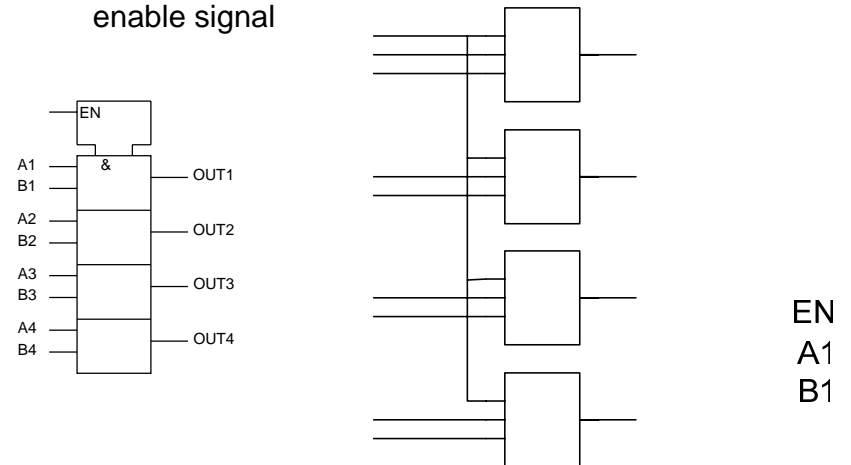 enable signal
EN
&
A1
OUT1
B1
A2
OUT2
B2
A3
OUT3
B3
A4
OUT4
B4
EN
A1
B1